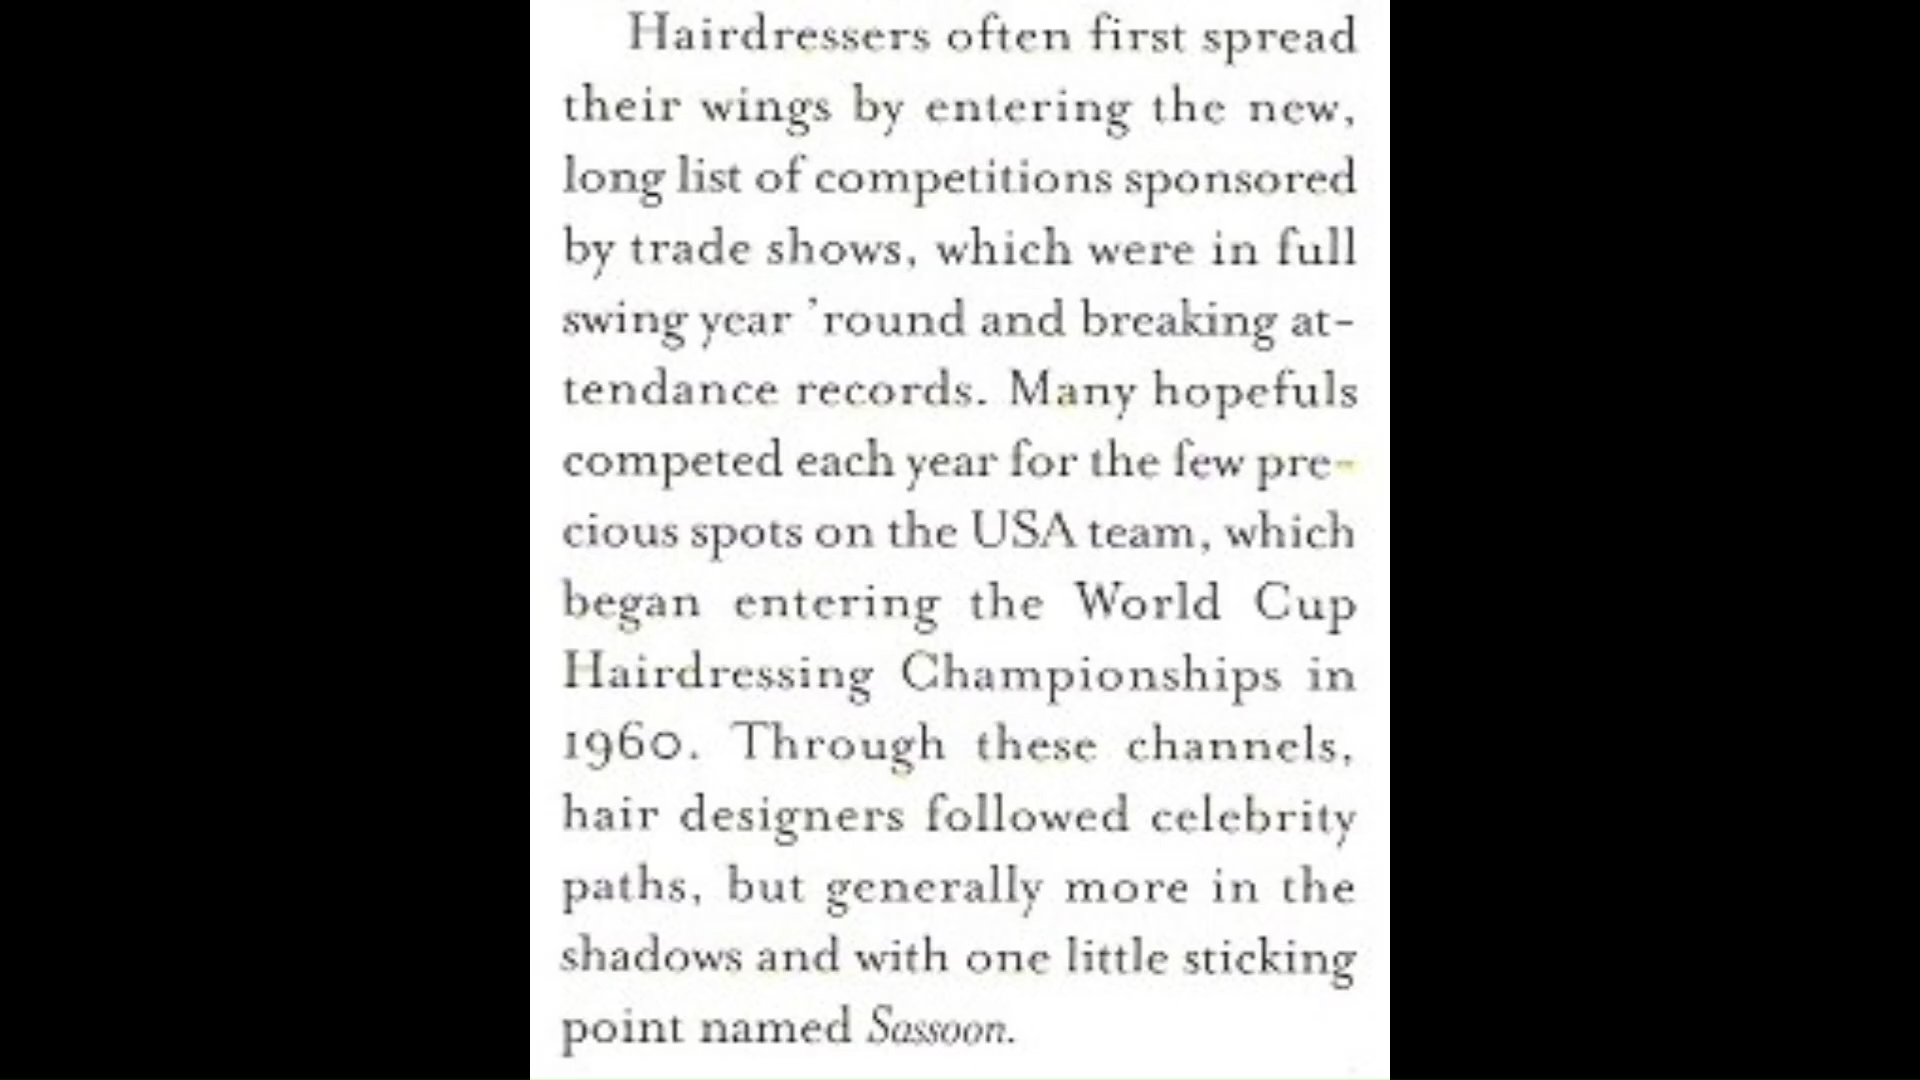 Hairdressers often first spread
their wings by entering the new,
long list of competitions sponsored
by trade shows, which were in full
swing year ’round and breaking at-
tendance records. Many hopefuls
competed each year for the few pre-
cious spots on the USA team, which
began entering the World Cup
Hairdressing Championships in
1960. Through these channels,
hair designers followed celebrity
paths, but generally more in the
shadows and with one little sticking
point named Sassoon.